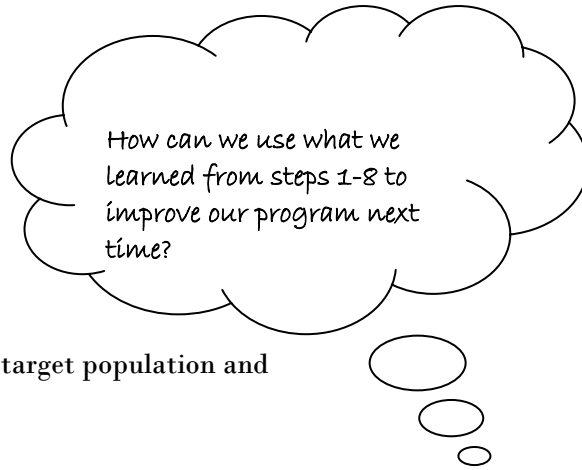 How can we use what we
learned from steps 1-8 to
improve our program next
time?
target population and